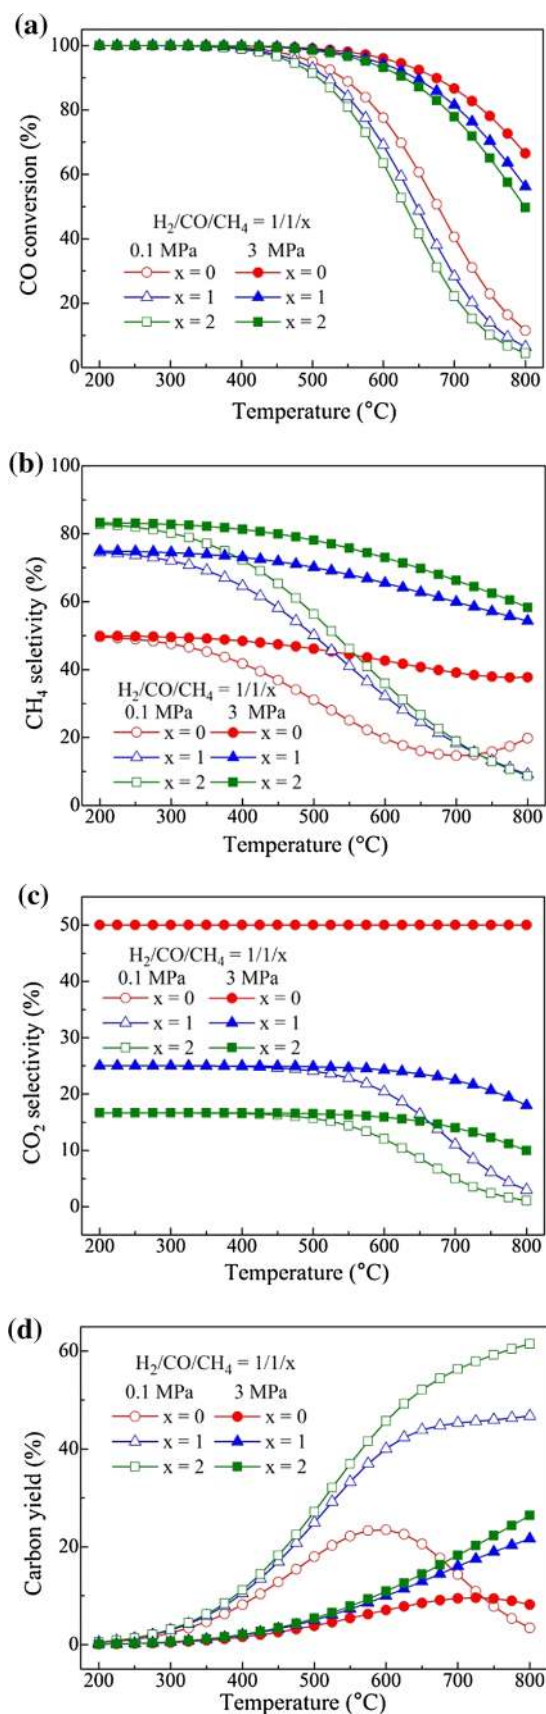 (a)
100
80
60
40
20
0
CO conversion (%)
H₂/CO/CH₄ = 1/1/x
0.1 MPa 3 MPa
x = 0 x = 0
x = 1 x = 1
x = 2 x = 2
200 300 400 500 600 700 800
Temperature (°C)
(b)
100
80
60
40
20
0
CH₄ seletivity (%)
H₂/CO/CH₄ = 1/1/x
0.1 MPa 3 MPa
x = 0 x = 0
x = 1 x = 1
x = 2 x = 2
200 300 400 500 600 700 800
Temperature (°C)
(c)
50
40
30
20
10
0
CO₂ selectivity (%)
H₂/CO/CH₄ = 1/1/x
0.1 MPa 3 MPa
x = 0 x = 0
x = 1 x = 1
x = 2 x = 2
200 300 400 500 600 700 800
Temperature (°C)
(d)
60
40
20
0
Carbon yield (%)
H₂/CO/CH₄ = 1/1/x
0.1 MPa 3 MPa
x = 0 x = 0
x = 1 x = 1
x = 2 x = 2
200 300 400 500 600 700 800
Temperature (°C)